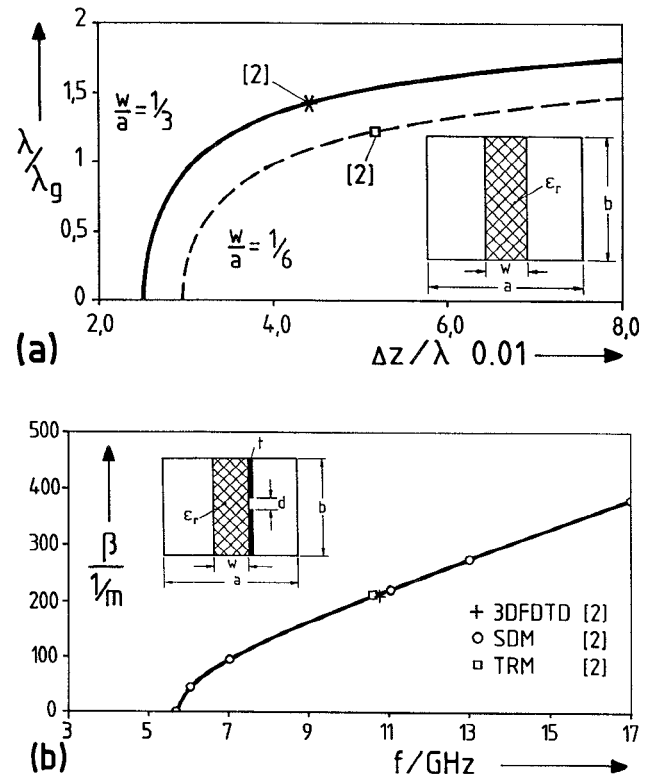 2
1,5
1
0,5
0
λ/λg
w/a = 1/3
[2]
[2]
w/a = 1/6
εr
b
w
a
2,0
4,0
6,0
8,0
(a)
Δz/λ 0.01
500
400
300
200
100
0
β
1/m
t
εr
d
b
w
a
+ 3DFDTD [2]
○ SDM [2]
□ TRM [2]
3
5
7
9
11
13
15
17
(b)
f/GHz